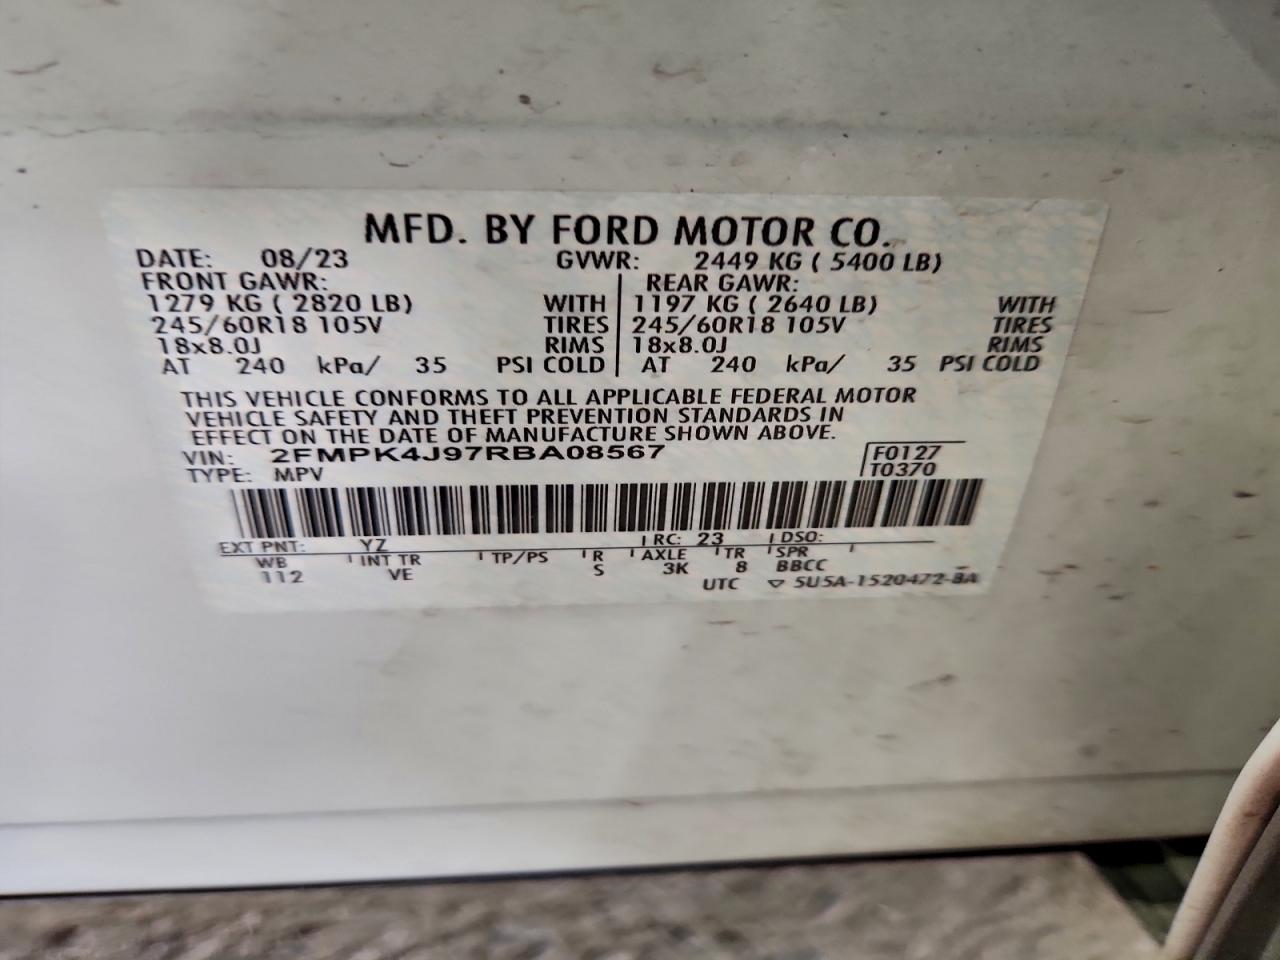 MFD. BY FORD MOTOR CO.
DATE: 08/23 GVWR: 2449 KG ( 5400 LB)
FRONT GAWR: REAR GAWR:
1279 KG ( 2820 LB) WITH 1197 KG ( 2640 LB) WITH
245/60R18 105V TIRES 245/60R18 105V TIRES
18x8.0J RIMS 18x8.0J RIMS
AT 240 kPa/ 35 PSI COLD AT 240 kPa/ 35 PSI COLD
THIS VEHICLE CONFORMS TO ALL APPLICABLE FEDERAL MOTOR
VEHICLE SAFETY AND THEFT PREVENTION STANDARDS IN
EFFECT ON THE DATE OF MANUFACTURE SHOWN ABOVE.
VIN: 2FMPK4J97RBA08567 F0127
TYPE: MPV T0370
EXT PNT: YZ RC: 23 DSO:
WB INT TR TP/PS R AXLE TR SPR
112 VE S 3K 8 BBCC
UTC ▽ 5U5A-1520472-BA